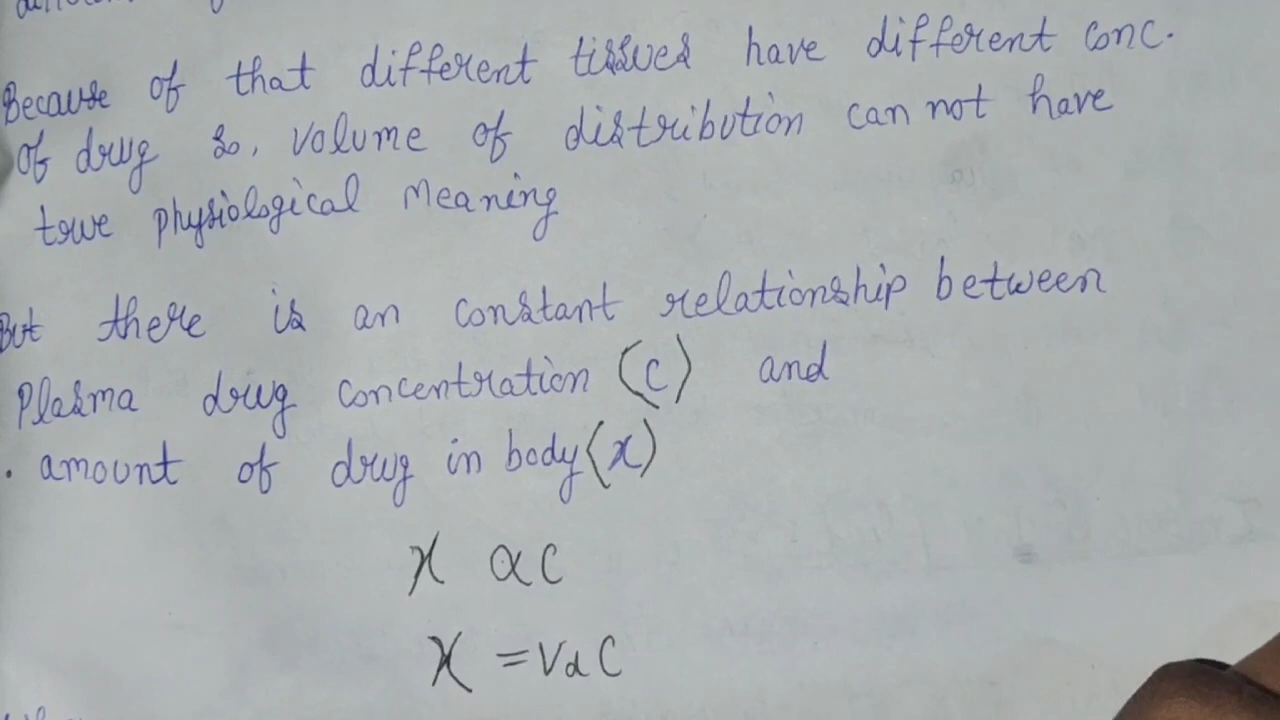 Because of that different tissues have different conc.
of drug so, volume of distribution can not have
true physiological Meaning
But there is an constant relationship between
Plasma drug concentration (C) and
amount of drug in body (x)
X α C
X = Vd C